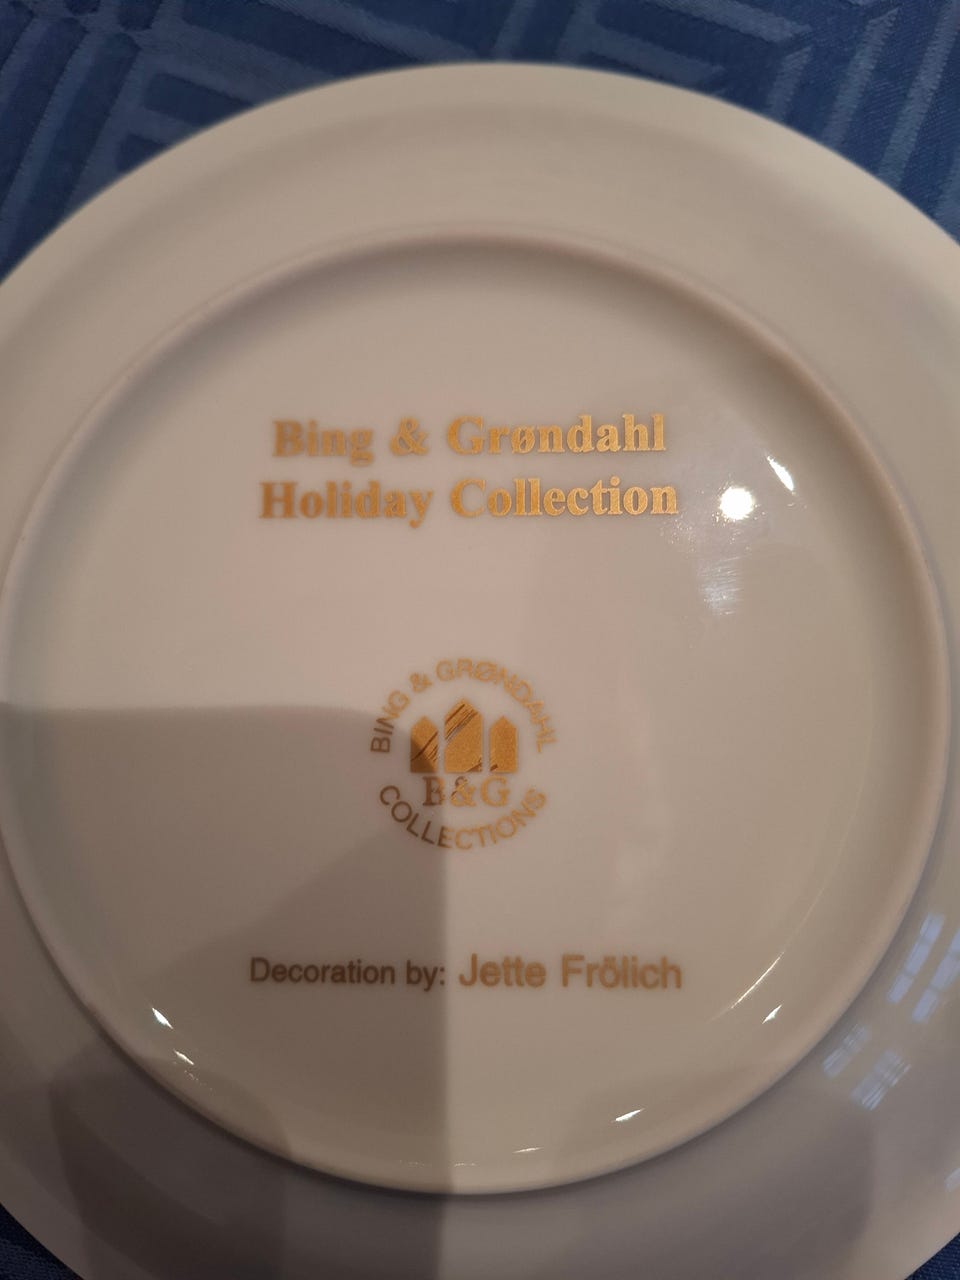 Bing & Grøndahl
Holiday Collection
BING & GRØNDAHL
B&G
COLLECTIONS
Decoration by: Jette Frölich